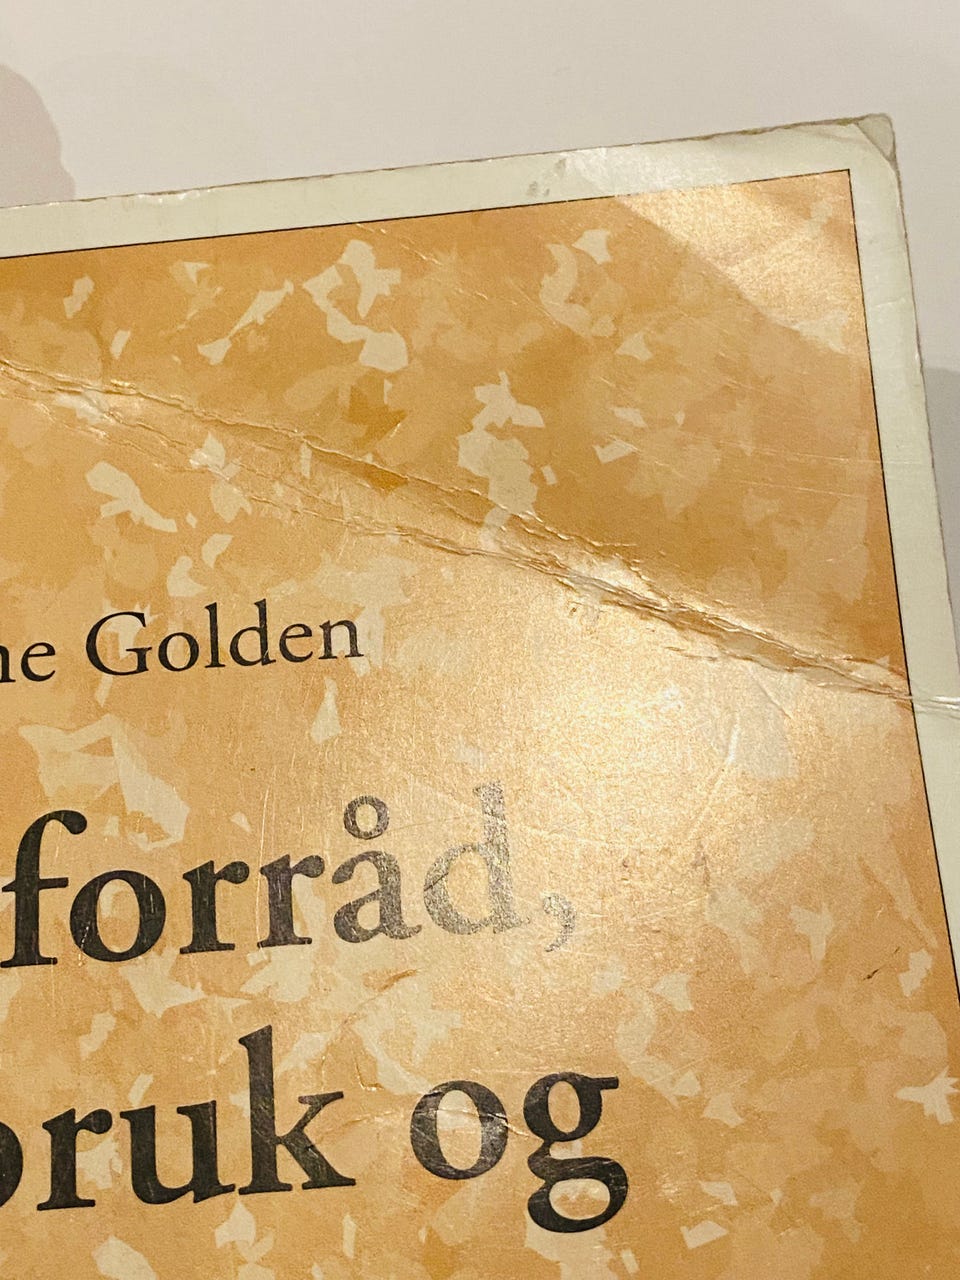 ne Golden
forråd,
bruk og